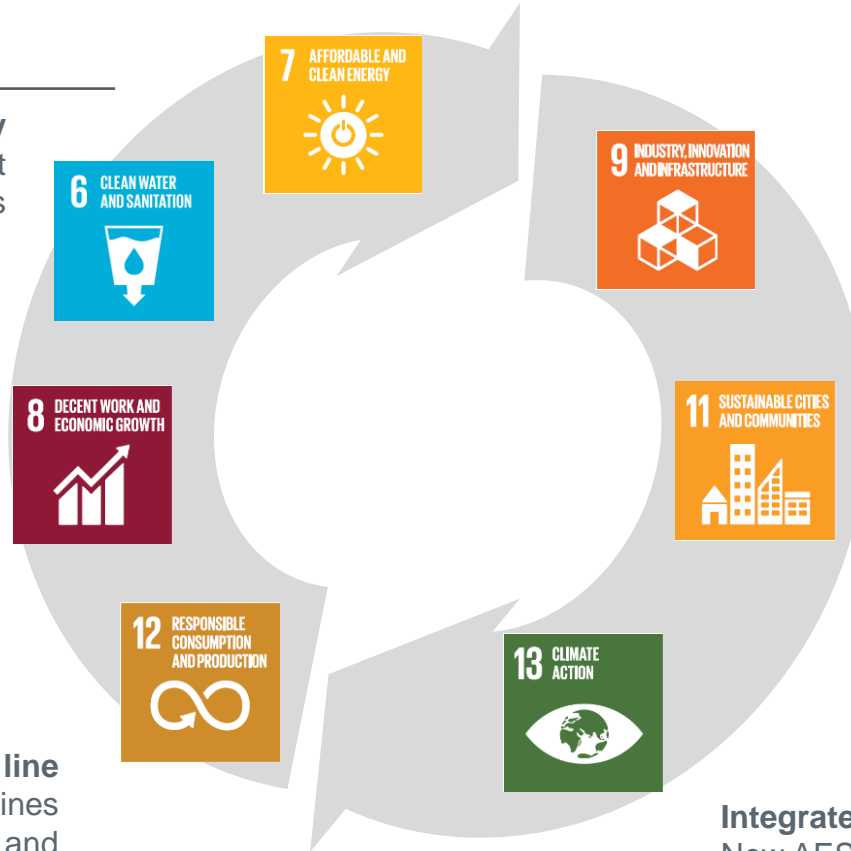 7 AFFORDABLE AND
CLEAN ENERGY
y
t
s
6 CLEAN WATER
AND SANITATION
9 INDUSTRY, INNOVATION
AND INFRASTRUCTURE
8 DECENT WORK AND
ECONOMIC GROWTH
11 SUSTAINABLE CITIES
AND COMMUNITIES
12 RESPONSIBLE
CONSUMPTION
AND PRODUCTION
13 CLIMATE
ACTION
line
ines
and
Integrate
New AES